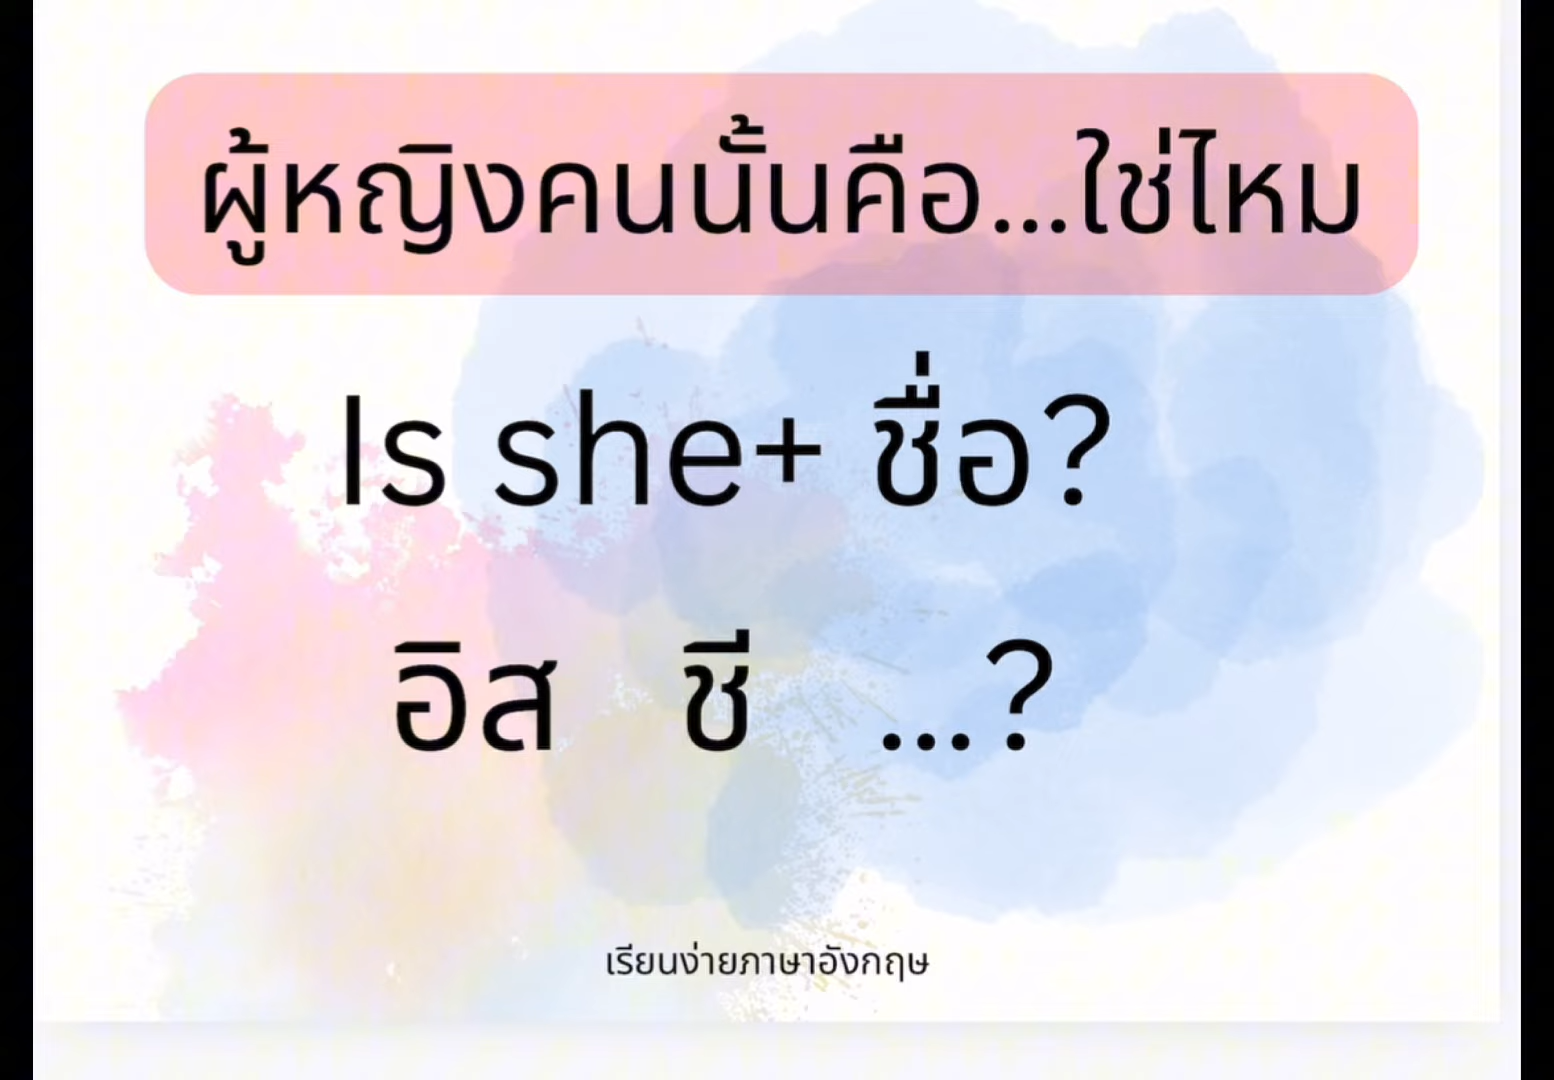 ผู้หญิงคนนั้นคือ...ใช่ไหม
Is she+ ชื่อ?
อิส ชี ...?
เรียนง่ายภาษาอังกฤษ